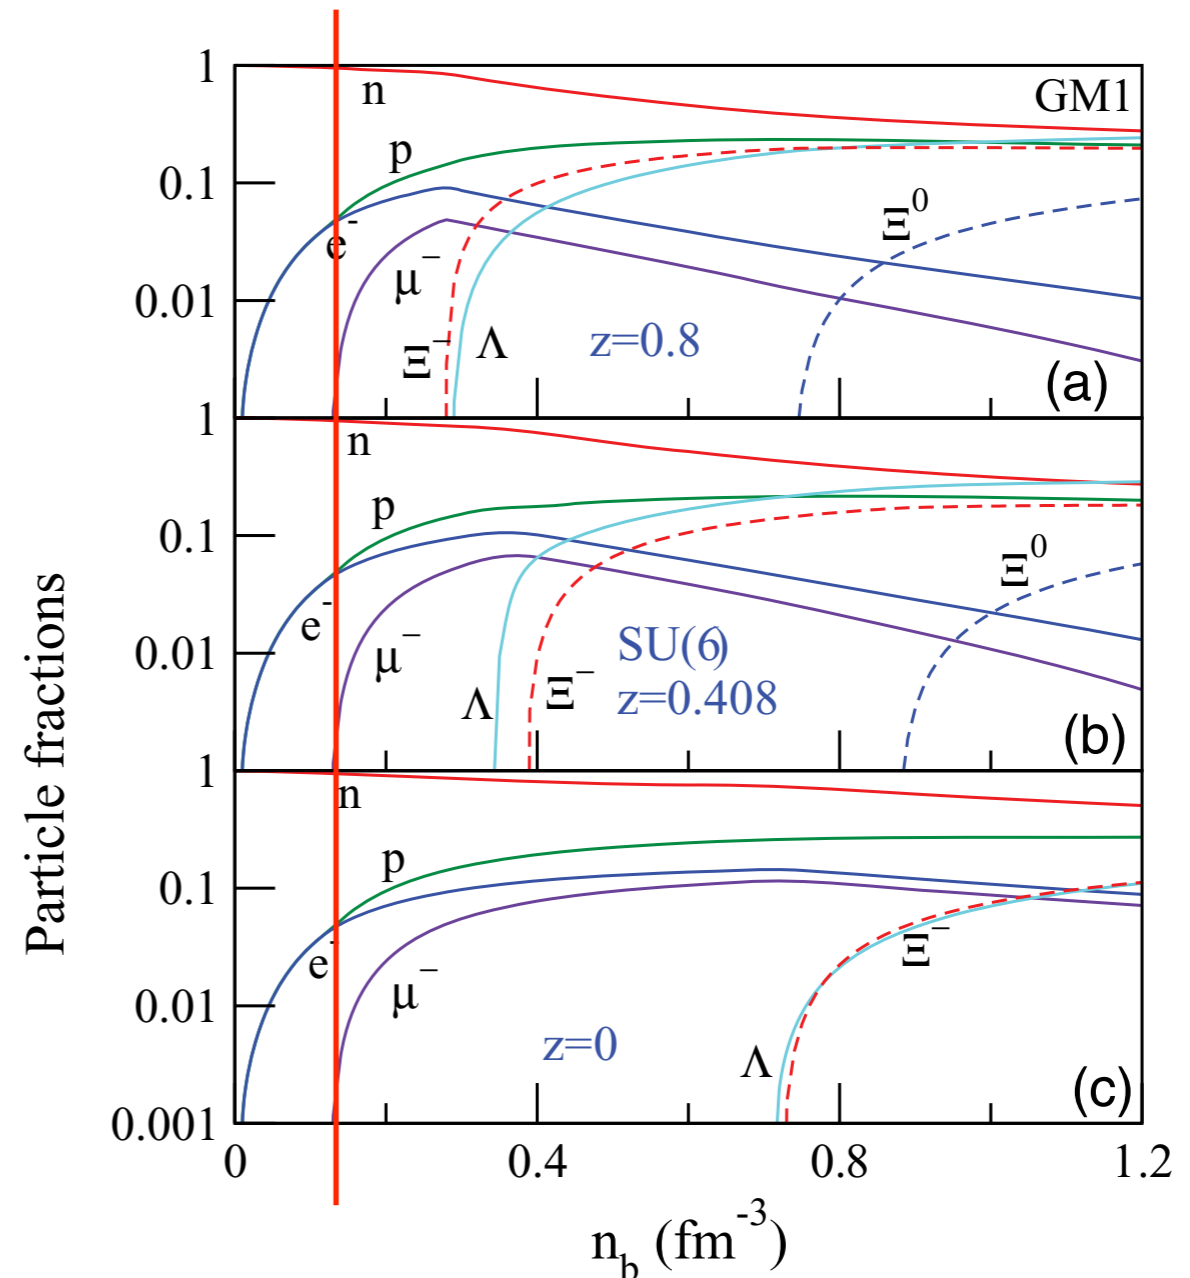 1
n
GM1
p
0.1
Ξ⁰
e⁻
μ⁻
0.01
Ξ⁻
Λ
z=0.8
(a)
1
n
p
0.1
Ξ⁰
e⁻
μ⁻
SU(6)
0.01
Λ
Ξ⁻
z=0.408
(b)
1
n
p
0.1
e⁻
Ξ⁻
μ⁻
0.01
z=0
Λ
(c)
0.001
0
0.4
0.8
1.2
Particle fractions
n_b (fm⁻³)